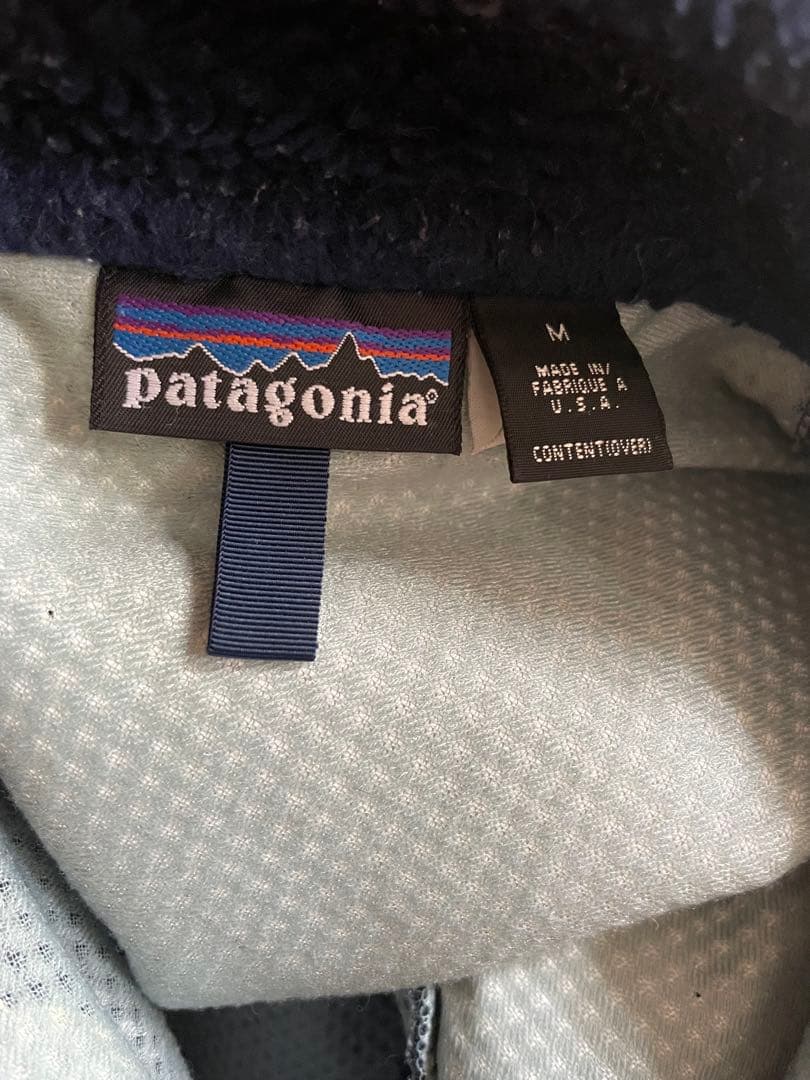 patagonia®
M
MADE IN/
FABRIQUE A
U.S.A.
CONTENT(OVER)